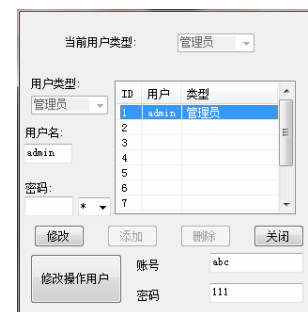 当前用户类型: 管理员
用户类型:
管理员
用户名:
admin
密码:
*
ID 用户 类型
1 admin 管理员
2
3
4
5
6
7
修改 添加 删除 关闭
修改操作用户
账号 abc
密码 111